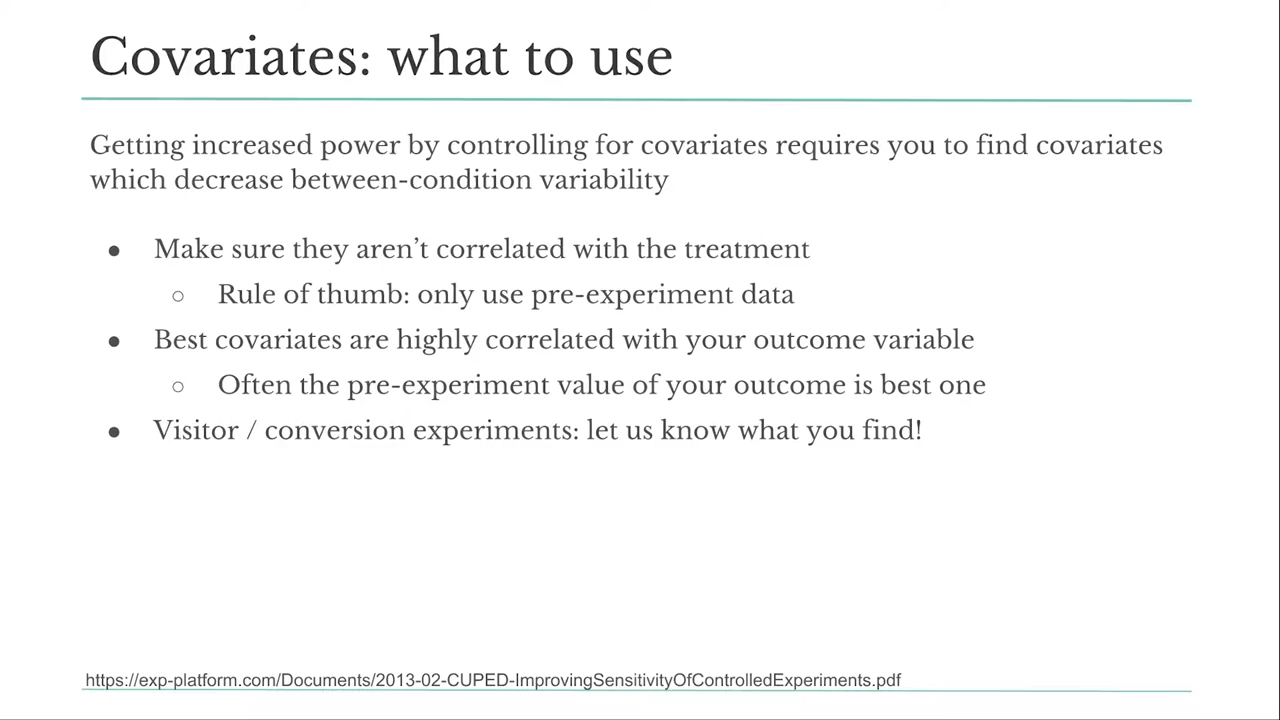 Covariates: what to use
Getting increased power by controlling for covariates requires you to find covariates
which decrease between-condition variability
● Make sure they aren’t correlated with the treatment
○ Rule of thumb: only use pre-experiment data
● Best covariates are highly correlated with your outcome variable
○ Often the pre-experiment value of your outcome is best one
● Visitor / conversion experiments: let us know what you find!
https://exp-platform.com/Documents/2013-02-CUPED-ImprovingSensitivityOfControlledExperiments.pdf